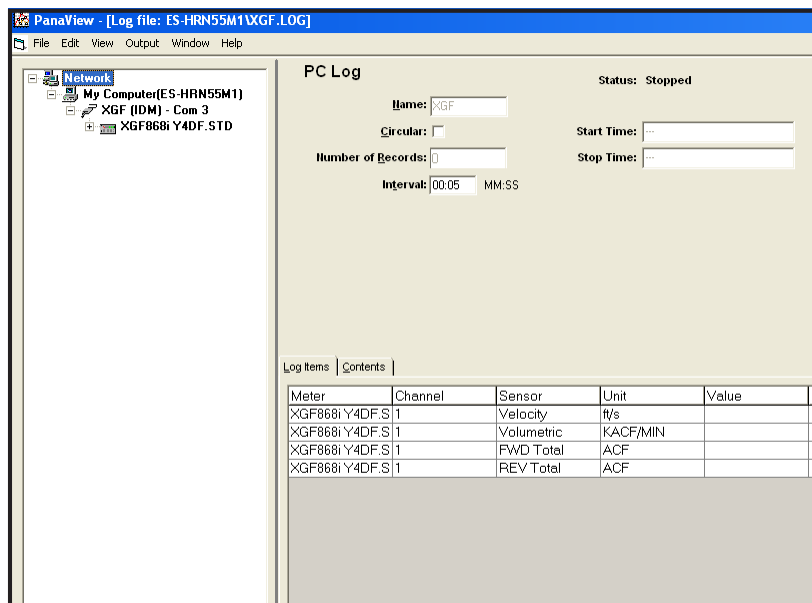 PanaView - [Log file: ES-HRN55M1\XGF.LOG]
File Edit View Output Window Help
Network
My Computer(ES-HRN55M1)
XGF (IDM) - Com 3
XGF868i Y4DF.STD
PC Log
Status: Stopped
Name: XGF
Circular:
Start Time: ...
Number of Records: 0
Stop Time: ...
Interval: 00:05 MM:SS
Log Items Contents
Meter Channel Sensor Unit Value
XGF868i Y4DF.S 1 Velocity ft/s
XGF868i Y4DF.S 1 Volumetric KACF/MIN
XGF868i Y4DF.S 1 FWD Total ACF
XGF868i Y4DF.S 1 REV Total ACF